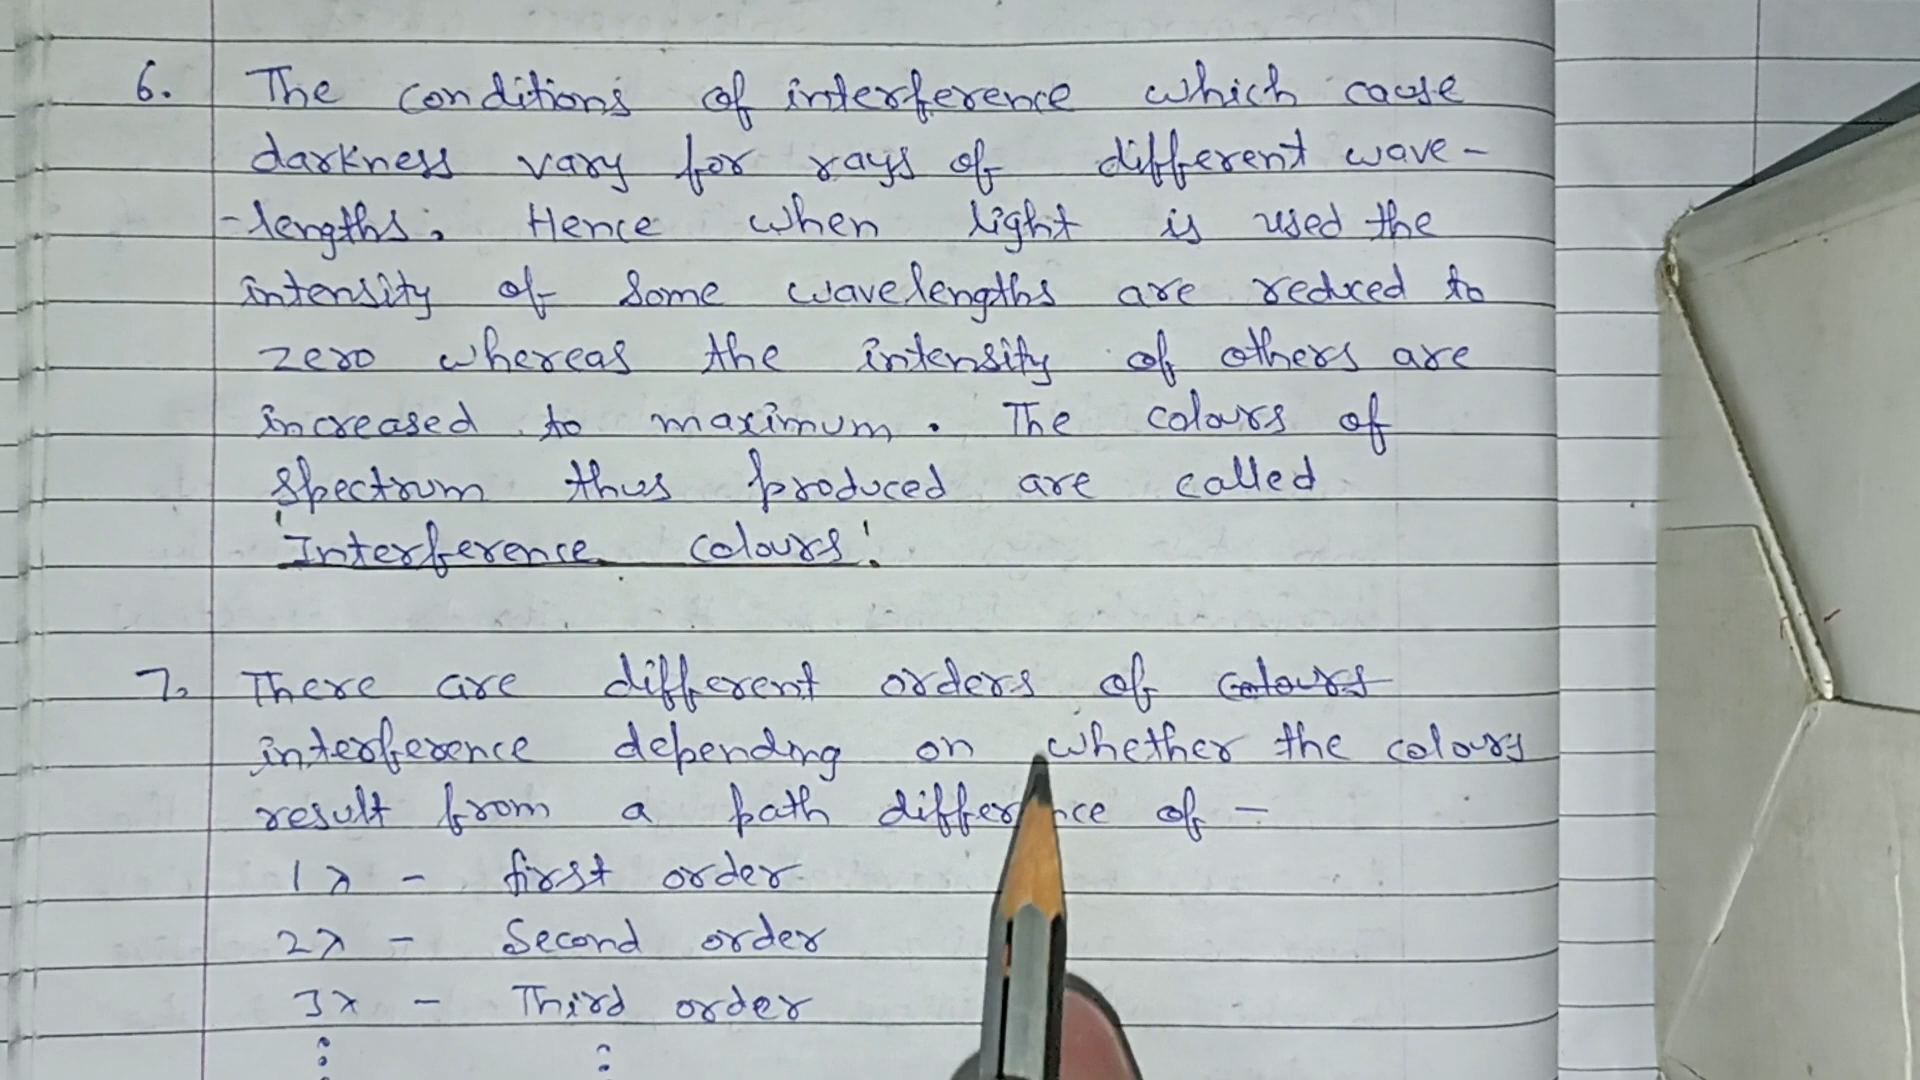 6. The conditions of interference which cause
darkness vary for rays of different wave-
-lengths. Hence when light is used the
intensity of some wavelengths are reduced to
zero whereas the intensity of others are
increased to maximum. The colours of
spectrum thus produced are called
'Interference colours'.
7. There are different orders of colours
interference depending on whether the colours
result from a path difference of -
1λ - first order
2λ - Second order
3λ - Third order